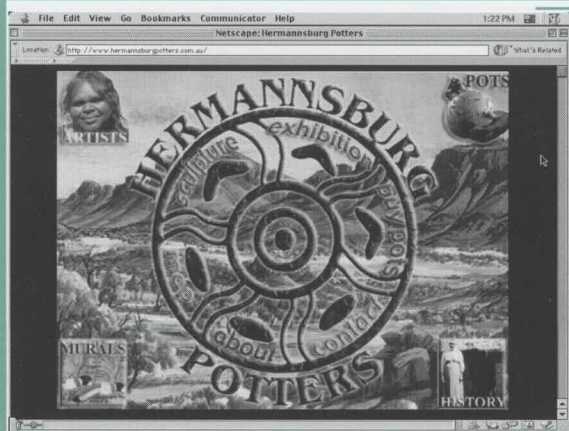 File Edit View Go Bookmarks Communicator Help 1:22 PM
Netscape: Hermannsburg Potters
Location: http://www.hermannsburgpotters.com.au/ What's Related
ARTISTS
POTS
HERMANNSBURG
sculpture
exhibition
buy pots
contact
about
MURALS
POTTERS
HISTORY